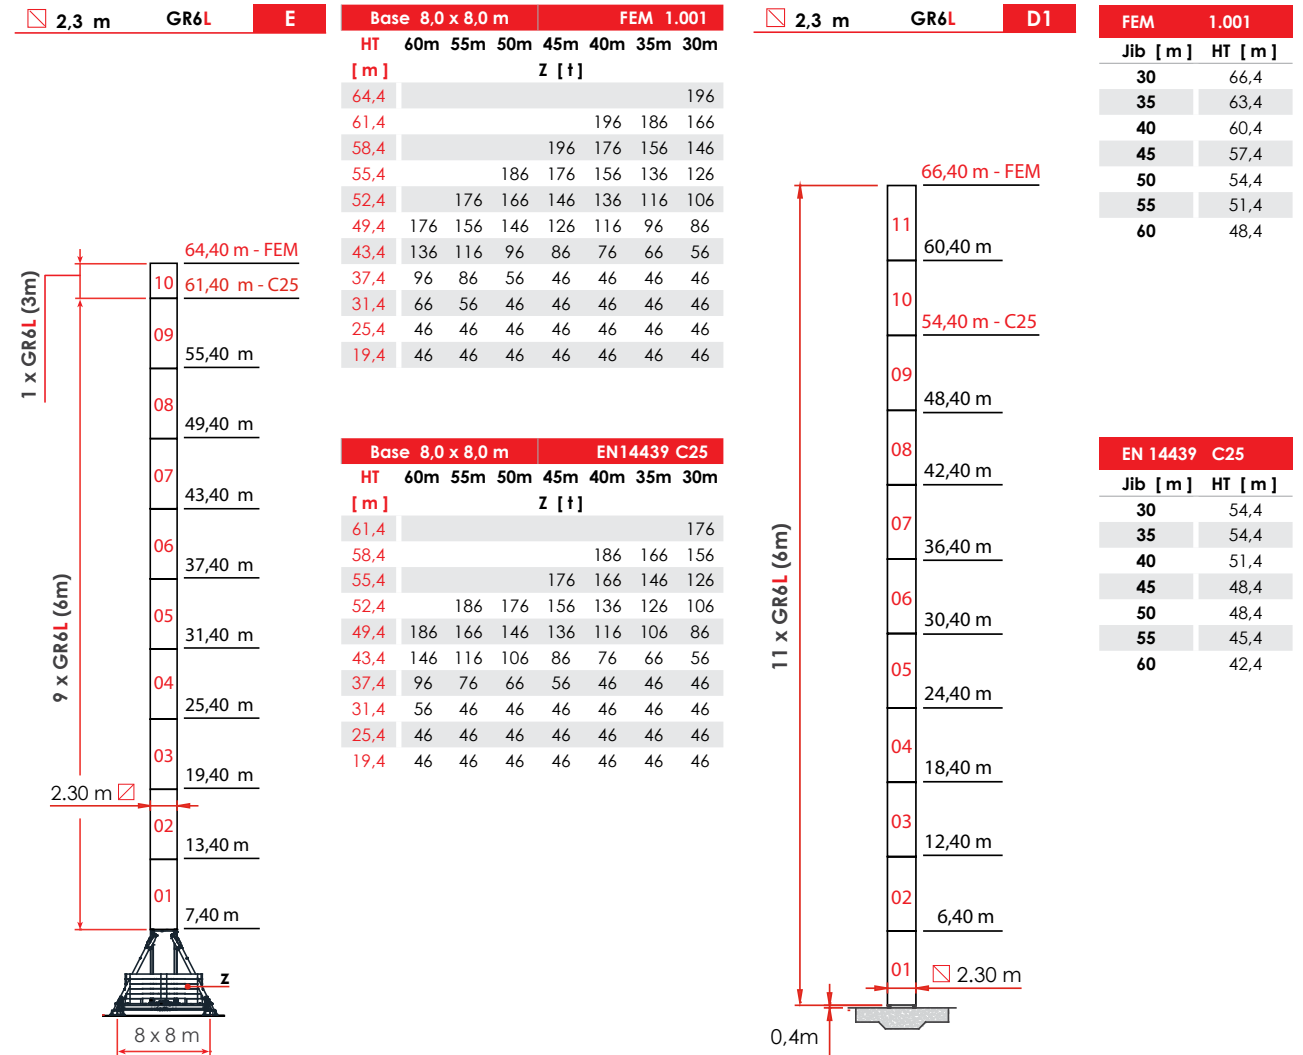 2,3 m GR6L E
Base 8,0 x 8,0 m FEM 1.001
HT 60m 55m 50m 45m 40m 35m 30m
[ m ] Z [ t ]
64,4 196
61,4 196 186 166
58,4 196 176 156 146
55,4 186 176 156 136 126
52,4 176 166 146 136 116 106
49,4 176 156 146 126 116 96 86
43,4 136 116 96 86 76 66 56
37,4 96 86 56 46 46 46 46
31,4 66 56 46 46 46 46 46
25,4 46 46 46 46 46 46 46
19,4 46 46 46 46 46 46 46
Base 8,0 x 8,0 m EN14439 C25
HT 60m 55m 50m 45m 40m 35m 30m
[ m ] Z [ t ]
61,4 176
58,4 186 166 156
55,4 176 166 146 126
52,4 186 176 156 136 126 106
49,4 186 166 146 136 116 106 86
43,4 146 116 106 86 76 66 56
37,4 96 76 66 56 46 46 46
31,4 56 46 46 46 46 46 46
25,4 46 46 46 46 46 46 46
19,4 46 46 46 46 46 46 46
64,40 m - FEM
10 61,40 m - C25
09
55,40 m
08
49,40 m
07
43,40 m
06
37,40 m
05
31,40 m
04
25,40 m
03
19,40 m
2.30 m
02
13,40 m
01
7,40 m
z
8 x 8 m
1 x GR6L (3m)
9 x GR6L (6m)
2,3 m GR6L D1
66,40 m - FEM
11
60,40 m
10
54,40 m - C25
09
48,40 m
08
42,40 m
07
36,40 m
06
30,40 m
05
24,40 m
04
18,40 m
03
12,40 m
02
6,40 m
01 2.30 m
0,4m
11 x GR6L (6m)
FEM 1.001
Jib [ m ] HT [ m ]
30 66,4
35 63,4
40 60,4
45 57,4
50 54,4
55 51,4
60 48,4
EN 14439 C25
Jib [ m ] HT [ m ]
30 54,4
35 54,4
40 51,4
45 48,4
50 48,4
55 45,4
60 42,4